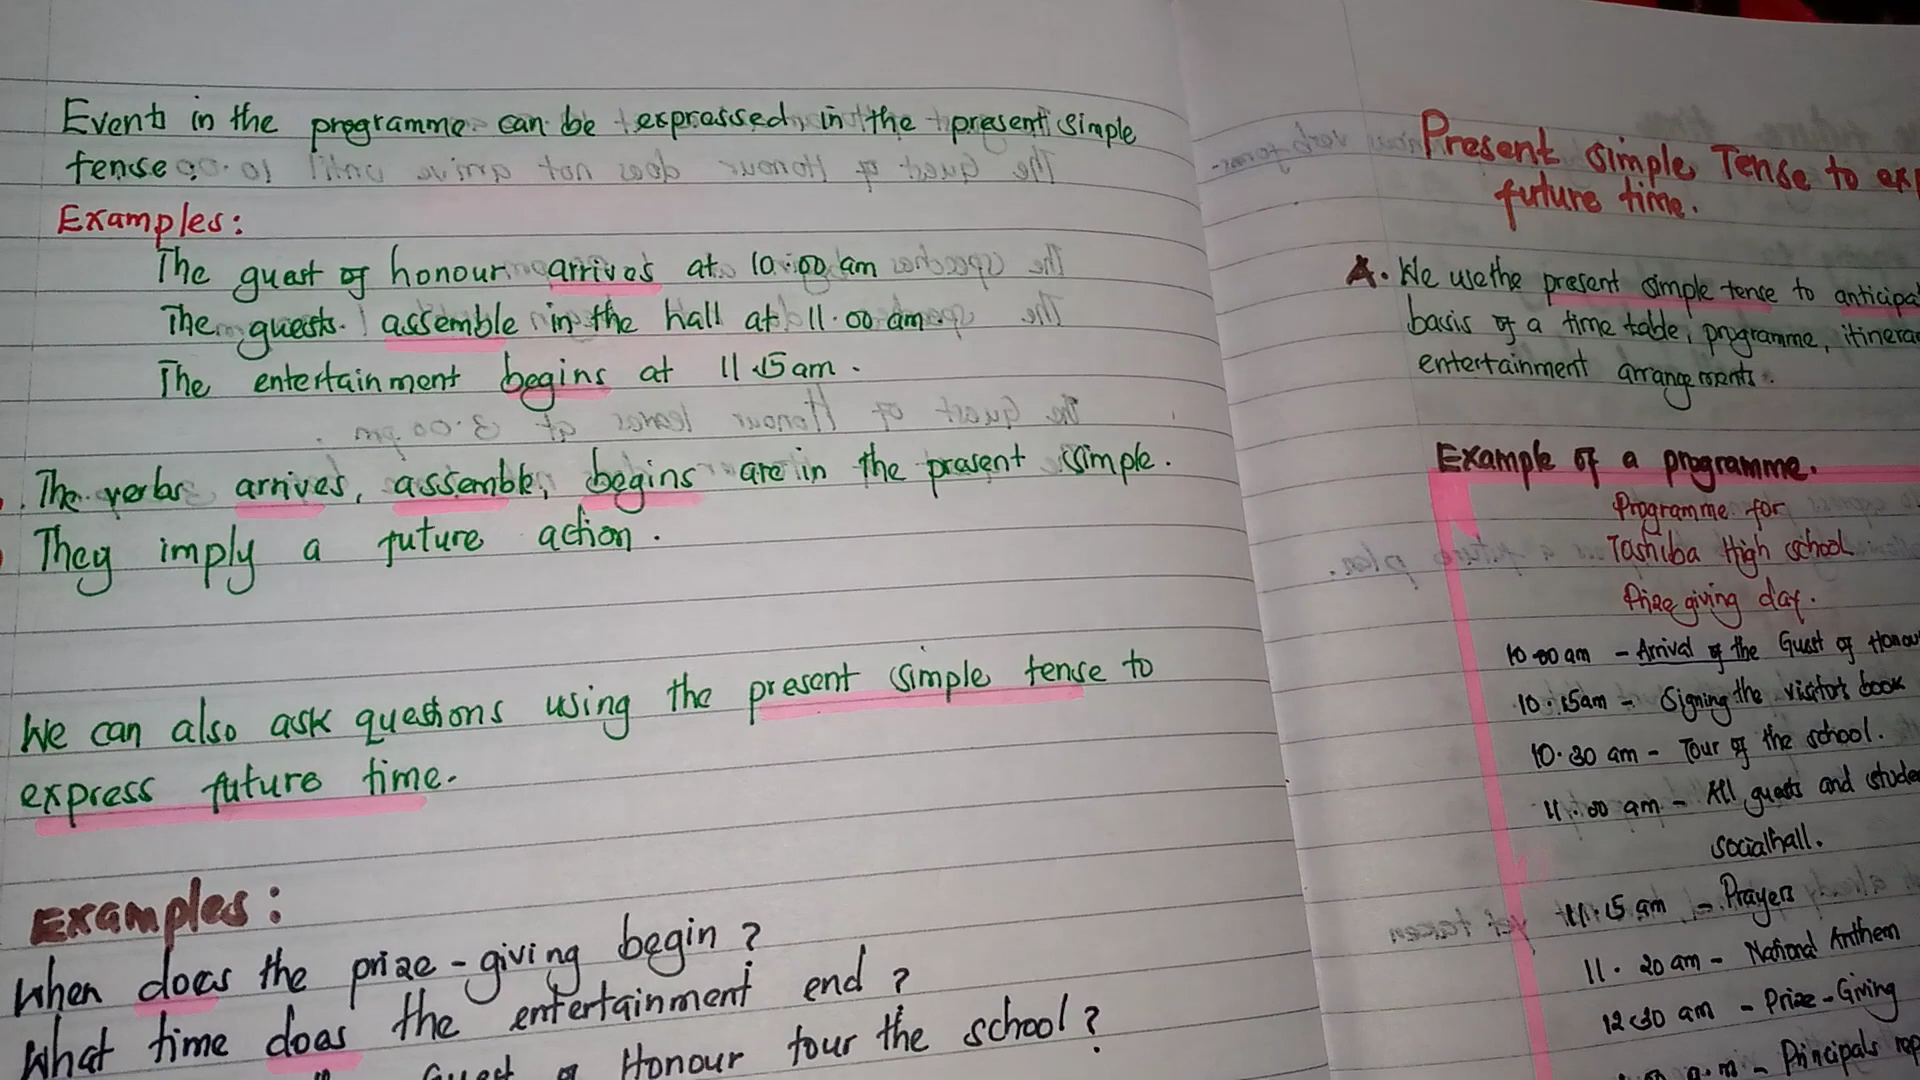 Events in the programme can be expressed in the present simple
tense
Examples:
The guest of honour arrives at 10:00 am
The guests assemble in the hall at 11.00 am.
The entertainment begins at 11.15am.
The verbs arrives, assemble, begins are in the present simple.
They imply a future action.
We can also ask questions using the present simple tense to
express future time.
Examples:
When does the prize-giving begin?
What time does the entertainment end?
Honour tour the school?
Present simple Tense to
future time.
A. We use the present simple tense to
basis of a time table, programme,
entertainment arrangements.
Example of a programme.
Programme for
Tashiba High school
Prize giving day.
10.00 am - Arrival of the Guest of
10.15am - Signing the visitors book
10.30 am - Tour of the school.
11.00 am - All guests and
socialhall.
11.15 am - Prayers
11.20 am - National Anthem
12.30 am - Prize-Giving
Principals